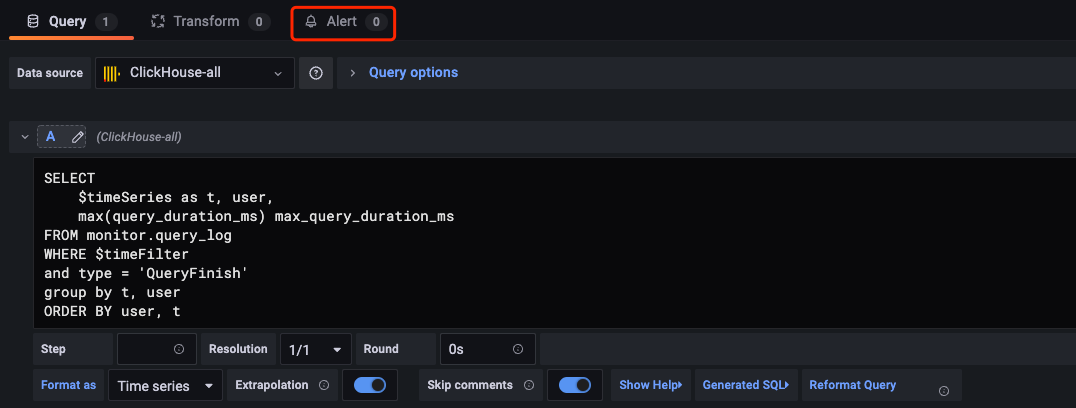 Query 1 Transform 0 Alert 0
Data source ClickHouse-all Query options
A (ClickHouse-all)
SELECT
$timeSeries as t, user,
max(query_duration_ms) max_query_duration_ms
FROM monitor.query_log
WHERE $timeFilter
and type = 'QueryFinish'
group by t, user
ORDER BY user, t
Step Resolution 1/1 Round 0s
Format as Time series Extrapolation Skip comments Show Help Generated SQL Reformat Query